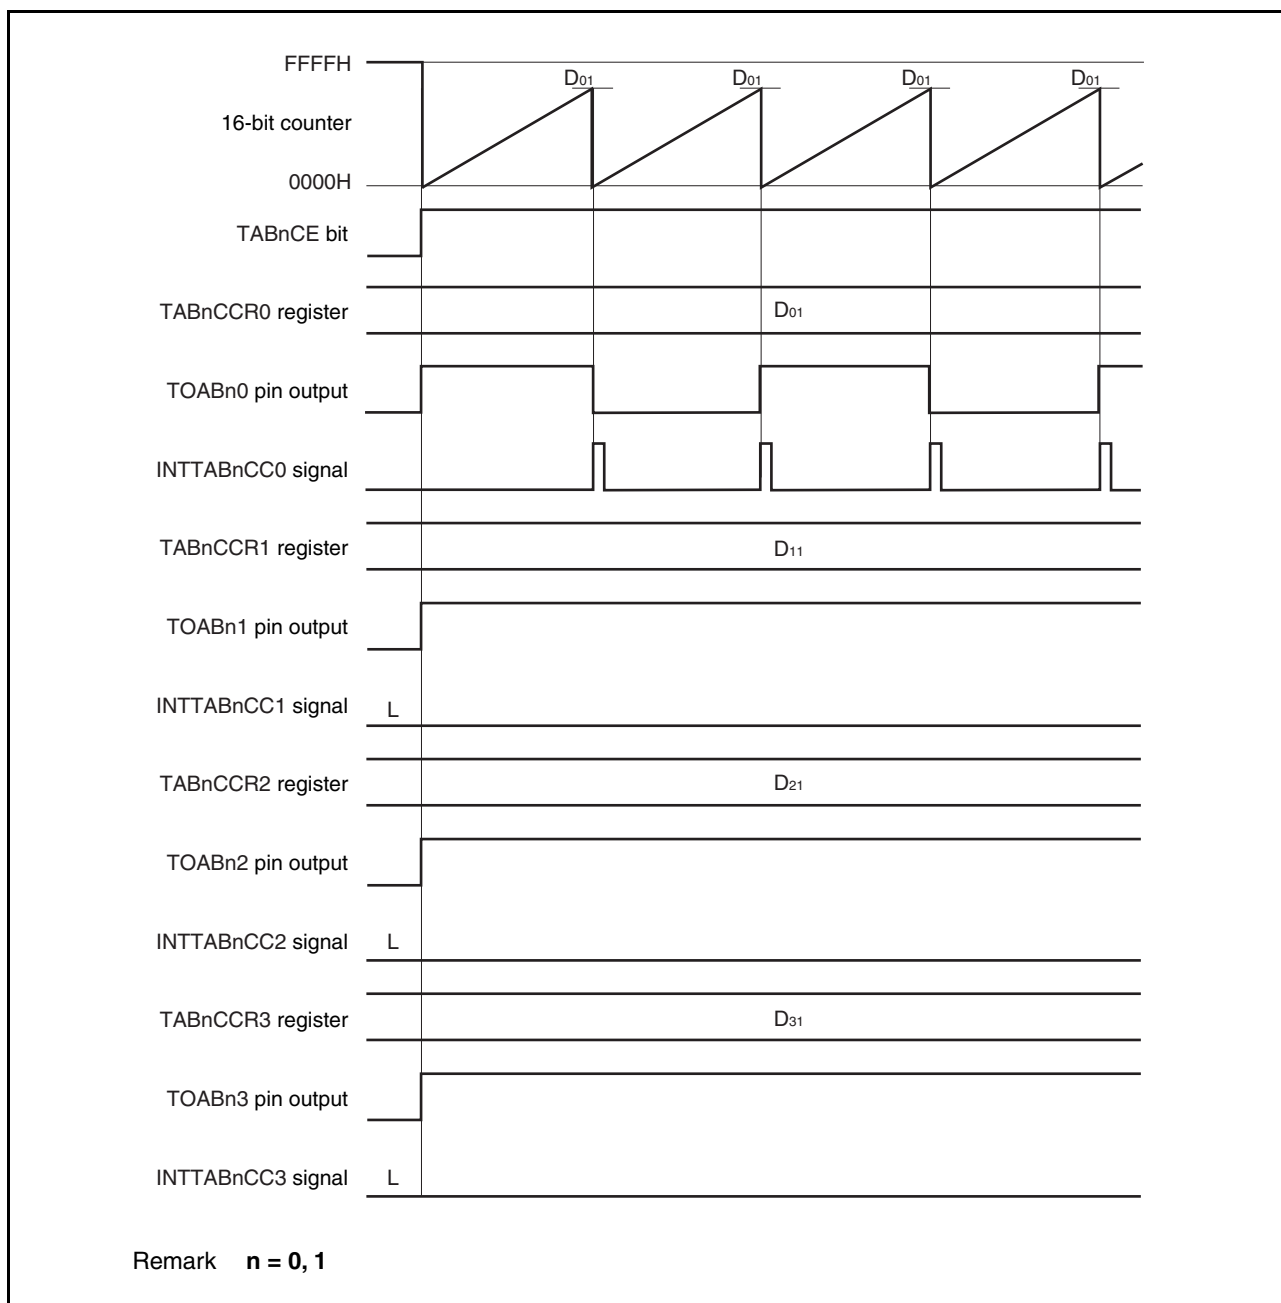 FFFFH
D01 D01 D01 D01
16-bit counter
0000H
TABnCE bit
TABnCCR0 register D01
TOABn0 pin output
INTTABnCC0 signal
TABnCCR1 register D11
TOABn1 pin output
INTTABnCC1 signal L
TABnCCR2 register D21
TOABn2 pin output
INTTABnCC2 signal L
TABnCCR3 register D31
TOABn3 pin output
INTTABnCC3 signal L
Remark n = 0, 1